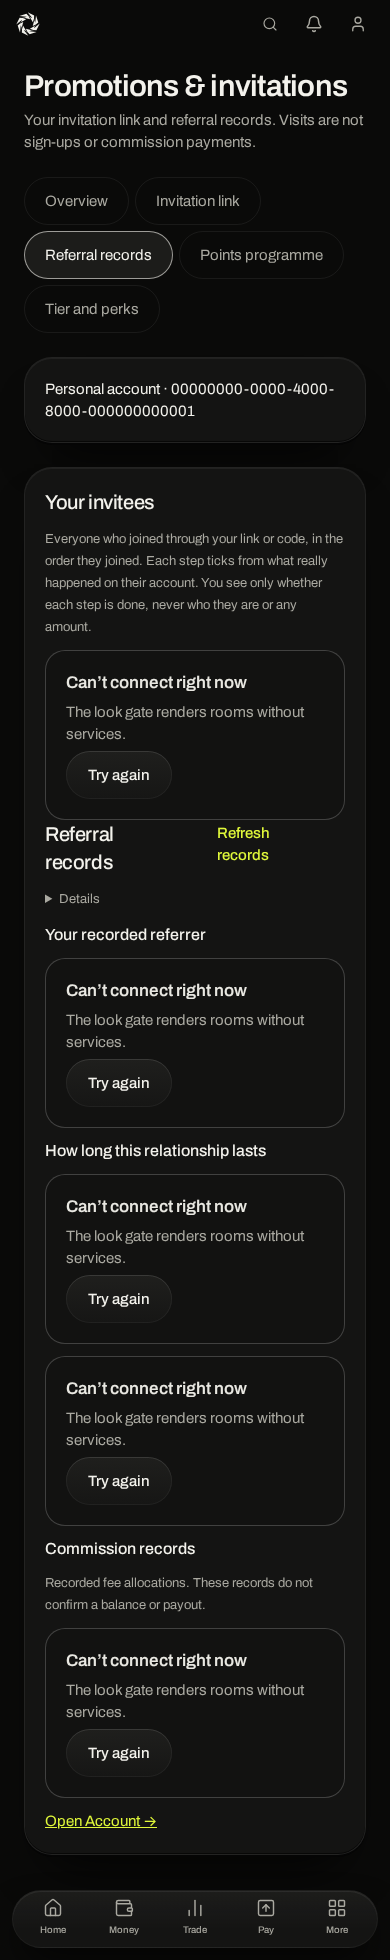 Promotions & invitations
Your invitation link and referral records. Visits are not
sign-ups or commission payments.
Overview
Invitation link
Referral records
Points programme
Tier and perks
Personal account · 00000000-0000-4000-
8000-000000000001
Your invitees
Everyone who joined through your link or code, in the
order they joined. Each step ticks from what really
happened on their account. You see only whether
each step is done, never who they are or any
amount.
Can’t connect right now
The look gate renders rooms without
services.
Try again
Referral
records
Refresh
records
Details
Your recorded referrer
Can’t connect right now
The look gate renders rooms without
services.
Try again
How long this relationship lasts
Can’t connect right now
The look gate renders rooms without
services.
Try again
Can’t connect right now
The look gate renders rooms without
services.
Try again
Commission records
Recorded fee allocations. These records do not
confirm a balance or payout.
Can’t connect right now
The look gate renders rooms without
services.
Try again
Open Account →
Home
Money
Trade
Pay
More